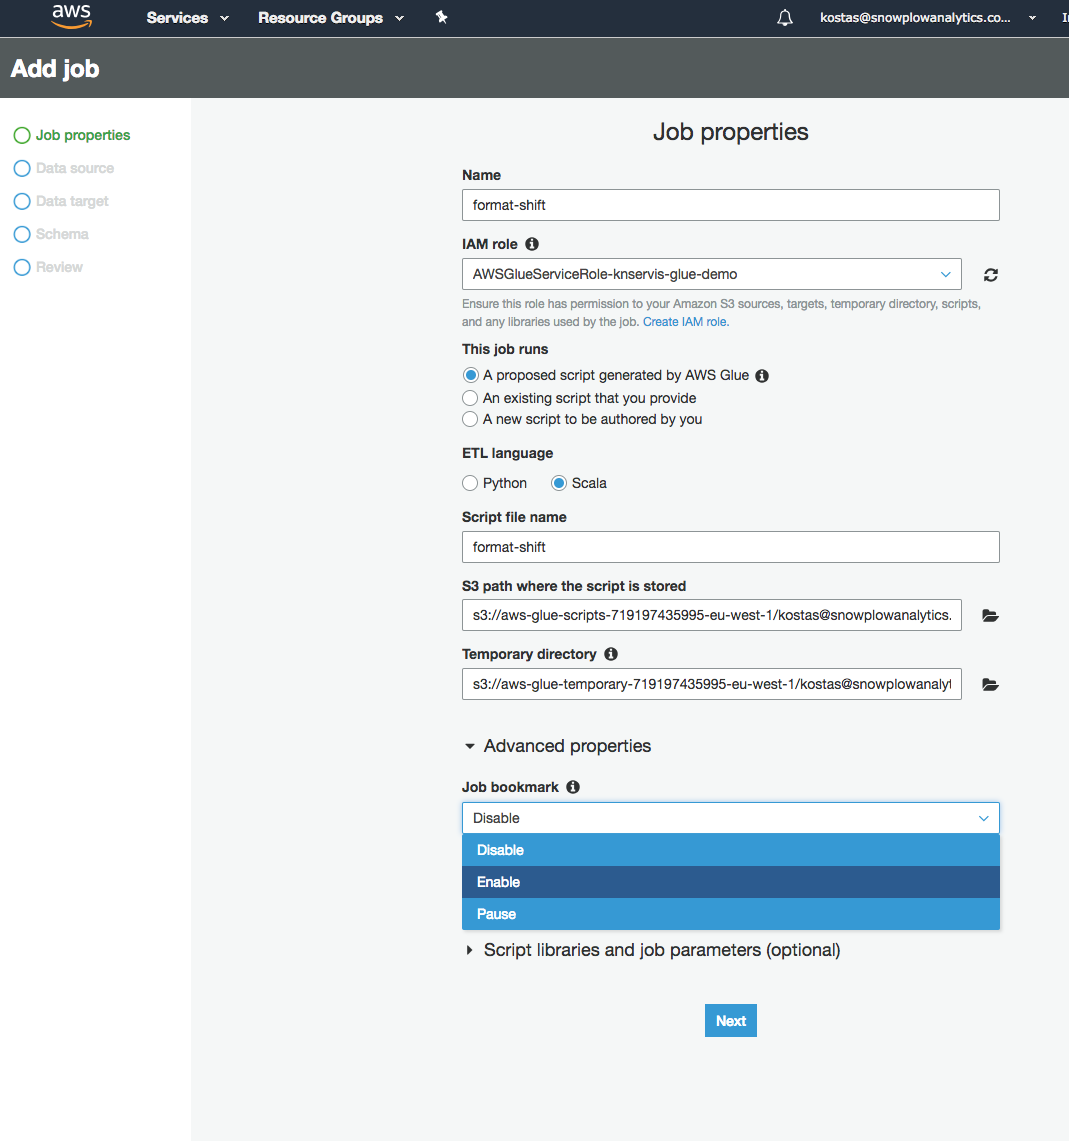 aws Services Resource Groups kostas@snowplowanalytics.co...
Add job
Job properties
Data source
Data target
Schema
Review
Job properties
Name
format-shift
IAM role
AWSGlueServiceRole-knservis-glue-demo
Ensure this role has permission to your Amazon S3 sources, targets, temporary directory, scripts,
and any libraries used by the job. Create IAM role.
This job runs
A proposed script generated by AWS Glue
An existing script that you provide
A new script to be authored by you
ETL language
Python Scala
Script file name
format-shift
S3 path where the script is stored
s3://aws-glue-scripts-719197435995-eu-west-1/kostas@snowplowanalytics.
Temporary directory
s3://aws-glue-temporary-719197435995-eu-west-1/kostas@snowplowanaly
Advanced properties
Job bookmark
Disable
Disable
Enable
Pause
Script libraries and job parameters (optional)
Next